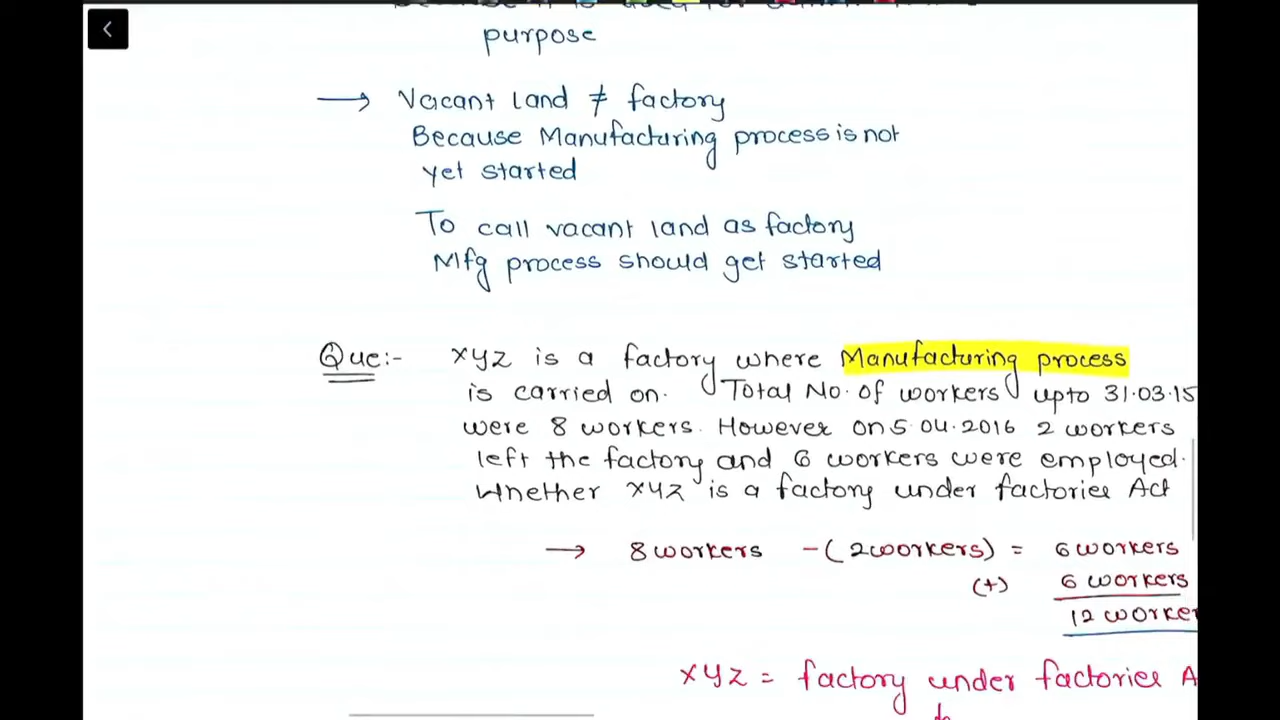 purpose
→ Vacant land ≠ factory
Because Manufacturing process is not
yet started
To call vacant land as factory
Mfg process should get started
Que:- XYZ is a factory where Manufacturing process
is carried on. Total No. of workers upto 31.03.15
were 8 workers. However on 5.04.2016 2 workers
left the factory and 6 workers were employed.
Whether XYZ is a factory under factories Act
→ 8 workers - (2 workers) = 6 workers
(+) 6 workers
12 worker
XYZ = factory under factories A